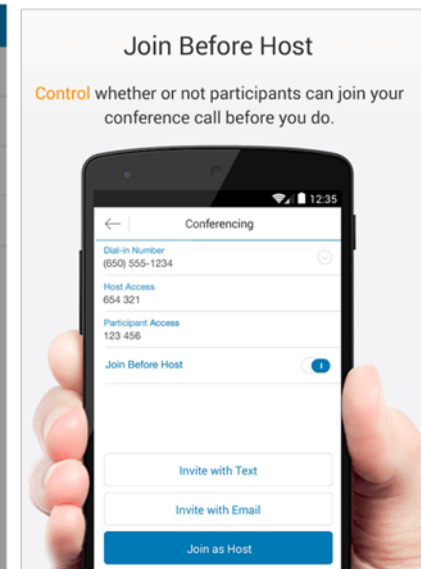 Join Before Host
Control whether or not participants can join your
conference call before you do.
12:35
Conferencing
Dial-in Number
(650) 555-1234
Host Access
654 321
Participant Access
123 456
Join Before Host
Invite with Text
Invite with Email
Join as Host